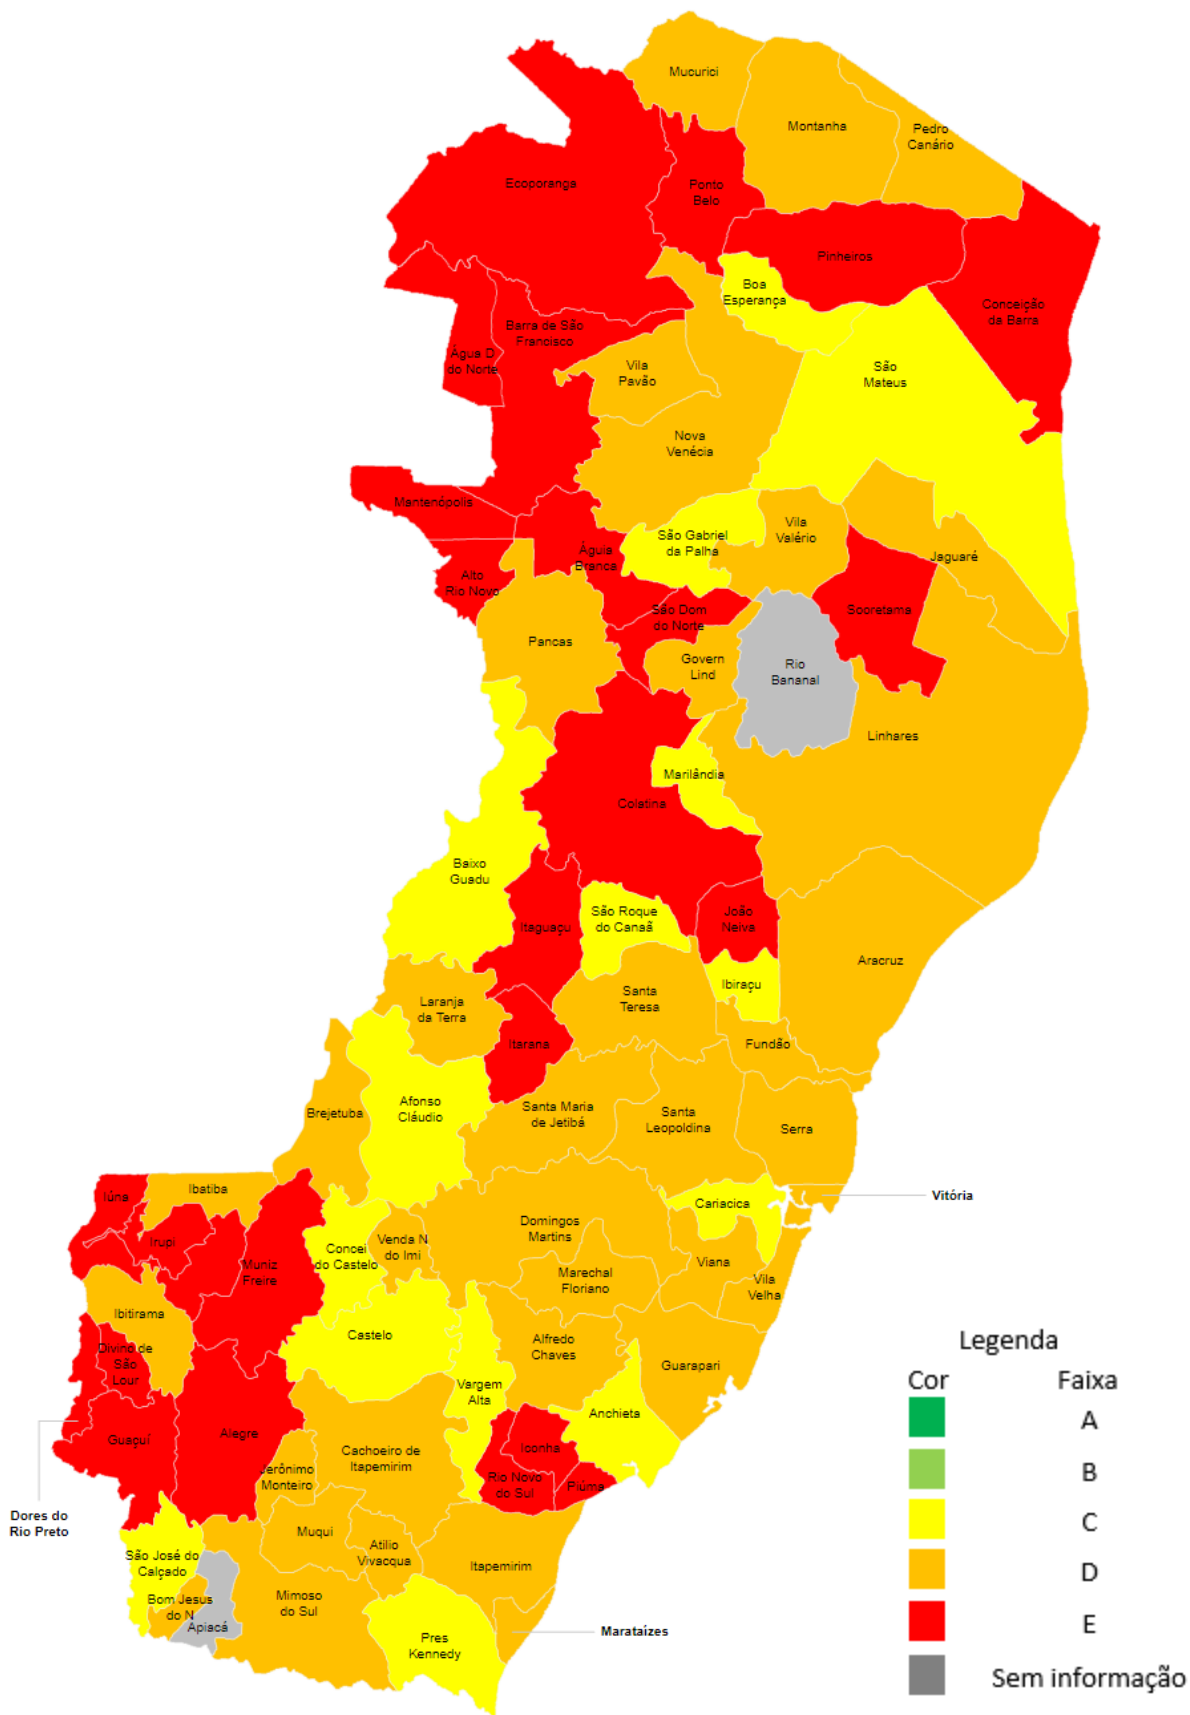 Mucurici
Montanha
Pedro
Canário
Ecoporanga
Ponto
Belo
Pinheiros
Boa
Esperança
Conceição
da Barra
Barra de São
Francisco
Água D
do Norte
Vila
Pavão
São
Mateus
Nova
Venécia
Mantenópolis
Vila
Valério
São Gabriel
da Palha
Águia
Branca
Jaguaré
Alto
Rio Novo
São Dom
do Norte
Sooretama
Pancas
Govern
Lind
Rio
Bananal
Linhares
Marilândia
Colatina
Baixo
Guadu
São Roque
do Canaã
João
Neiva
Itaguaçu
Aracruz
Ibiraçu
Santa
Teresa
Laranja
da Terra
Itarana
Fundão
Afonso
Cláudio
Brejetuba
Santa Maria
de Jetibá
Santa
Leopoldina
Serra
Iúna
Ibatiba
Cariacica
Vitória
Irupi
Domingos
Martins
Concei
do Castelo
Venda N
do Imi
Muniz
Freire
Viana
Marechal
Floriano
Vila
Velha
Ibitirama
Castelo
Alfredo
Chaves
Guarapari
Divino de
São
Lour
Vargem
Alta
Anchieta
Guaçuí
Alegre
Iconha
Cachoeiro de
Itapemirim
Jerônimo
Monteiro
Rio Novo
do Sul
Piúma
Dores do
Rio Preto
Muqui
Atilio
Vivacqua
São José do
Calçado
Itapemirim
Bom Jesus
do N
Apiacá
Mimoso
do Sul
Pres
Kennedy
Marataízes
Legenda
Cor Faixa
A
B
C
D
E
Sem informação